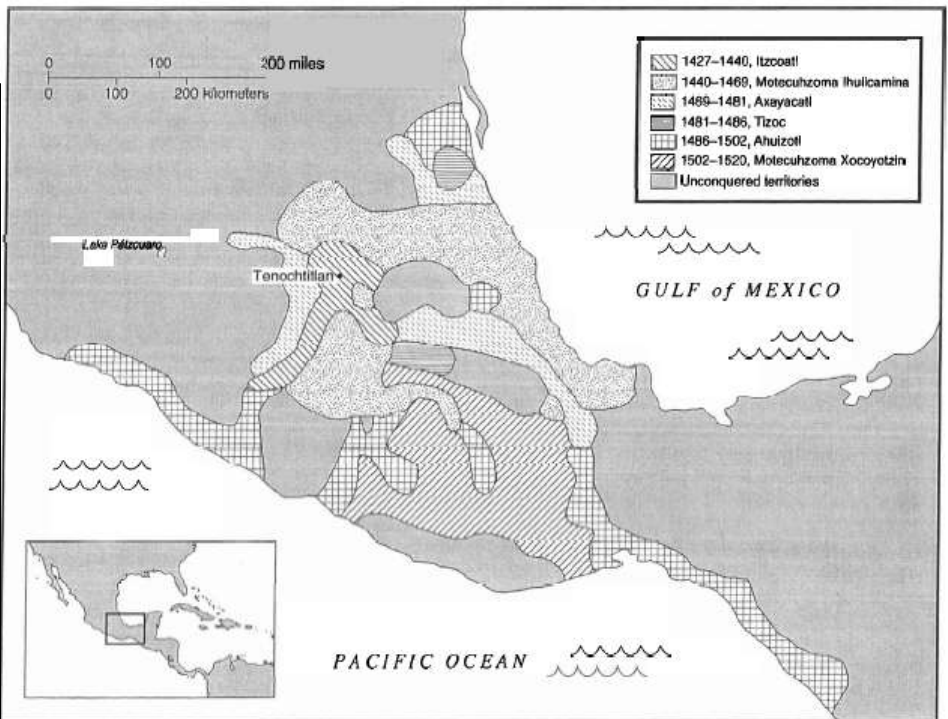 0 100 200 miles
0 100 200 kilometers
1427–1440, Itzcoatl
1440–1469, Motecuhzoma Ilhuicamina
1469–1481, Axayacatl
1481–1486, Tizoc
1486–1502, Ahuizotl
1502–1520, Motecuhzoma Xocoyotzin
Unconquered territories
Lake Pátzcuaro
Tenochtitlan
GULF of MEXICO
PACIFIC OCEAN